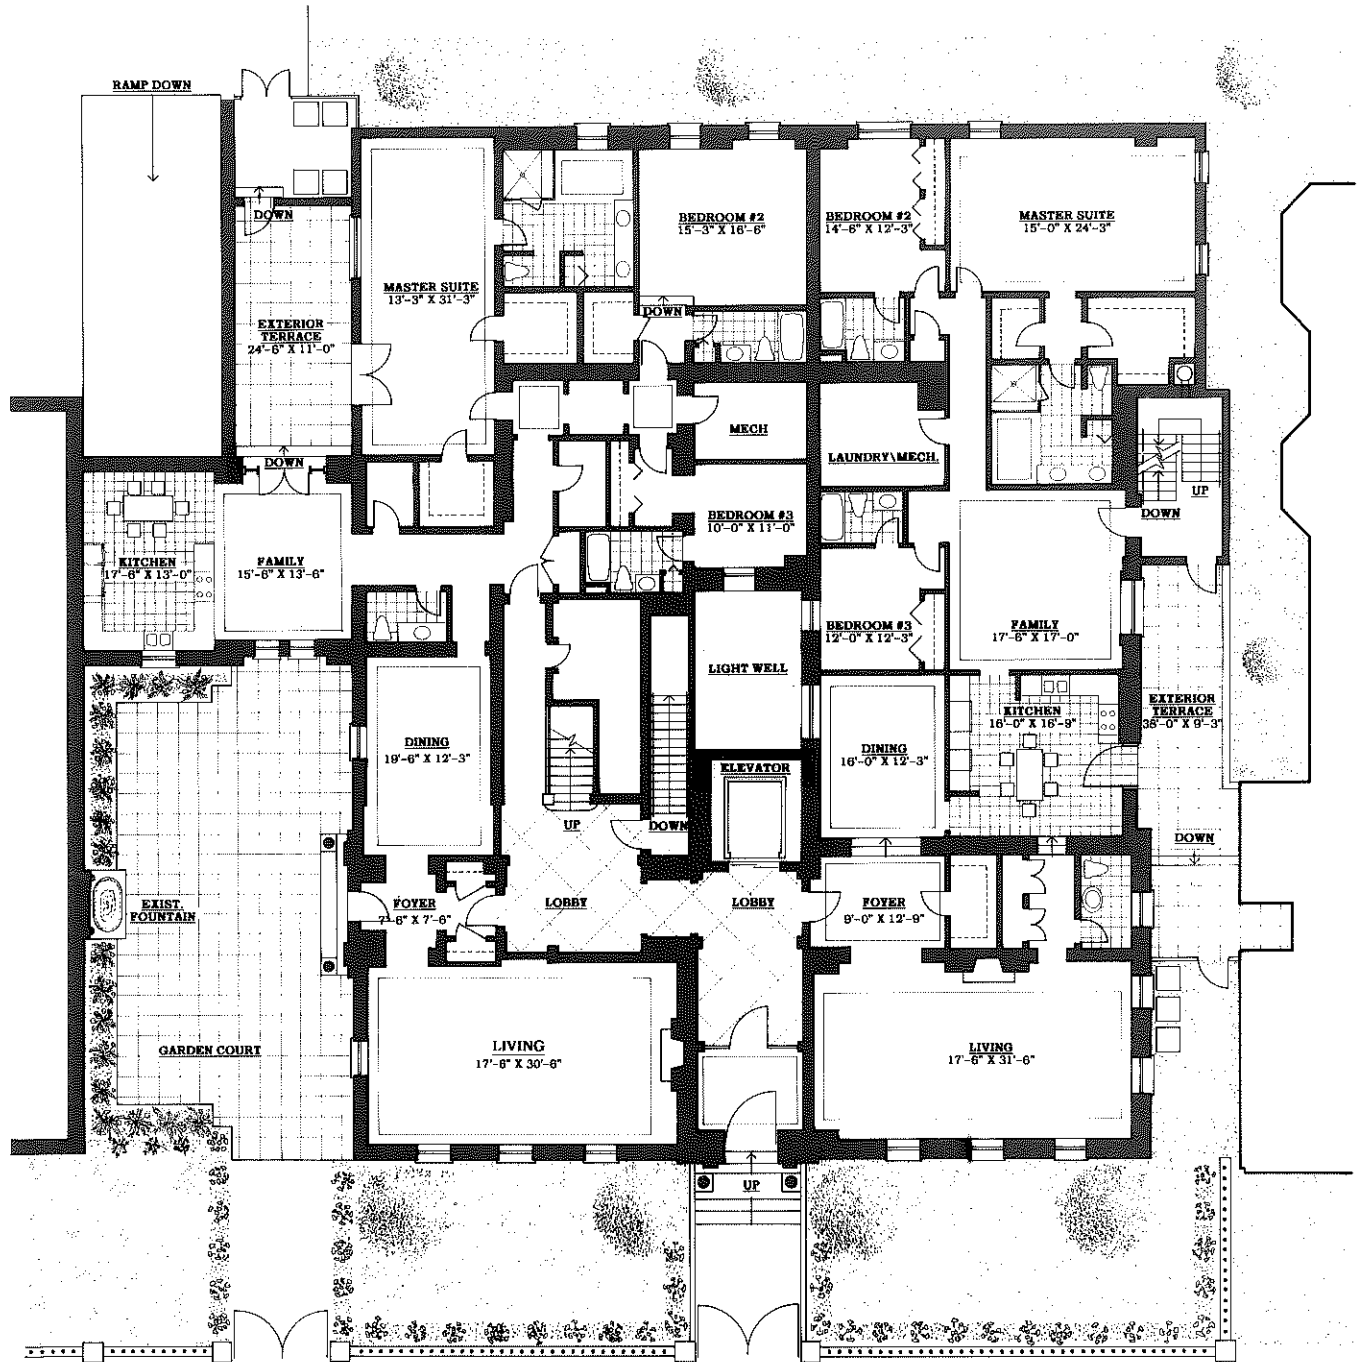 RAMP DOWN
DOWN
BEDROOM #2
15'-3" X 16'-6"
BEDROOM #2
14'-6" X 12'-3"
MASTER SUITE
15'-0" X 24'-3"
MASTER SUITE
13'-3" X 31'-3"
EXTERIOR
TERRACE
24'-6" X 11'-0"
DOWN
MECH
LAUNDRY\MECH.
DOWN
UP
DOWN
BEDROOM #3
10'-0" X 11'-0"
KITCHEN
17'-6" X 13'-0"
FAMILY
15'-6" X 13'-6"
BEDROOM #3
12'-0" X 12'-3"
FAMILY
17'-6" X 17'-0"
LIGHT WELL
EXTERIOR
TERRACE
38'-0" X 9'-3"
KITCHEN
16'-0" X 16'-9"
DINING
19'-6" X 12'-3"
DINING
16'-0" X 12'-3"
ELEVATOR
UP
DOWN
DOWN
EXIST.
FOUNTAIN
FOYER
7'-6" X 7'-6"
LOBBY
LOBBY
FOYER
9'-0" X 12'-9"
GARDEN COURT
LIVING
17'-6" X 30'-6"
LIVING
17'-6" X 31'-6"
UP